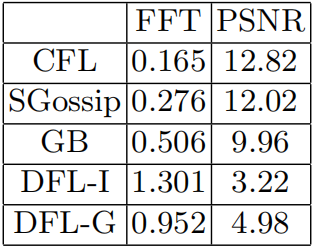 FFT PSNR
CFL 0.165 12.82
SGossip 0.276 12.02
GB 0.506 9.96
DFL-I 1.301 3.22
DFL-G 0.952 4.98